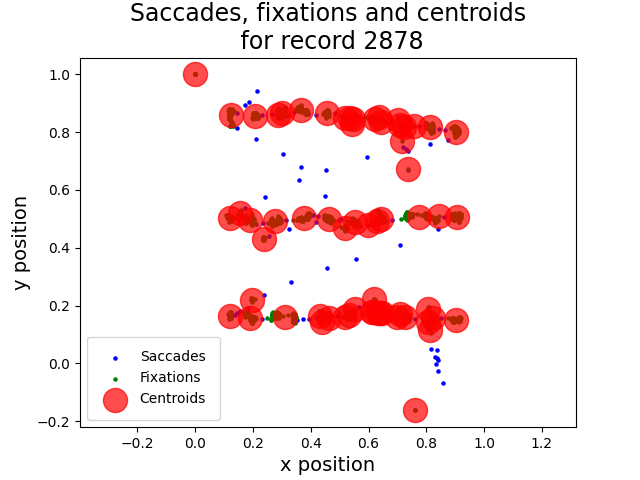 Saccades, fixations and centroids
for record 2878
1.0
0.8
0.6
0.4
0.2
0.0
−0.2
y position
Saccades
Fixations
Centroids
−0.2
0.0
0.2
0.4
0.6
0.8
1.0
1.2
x position